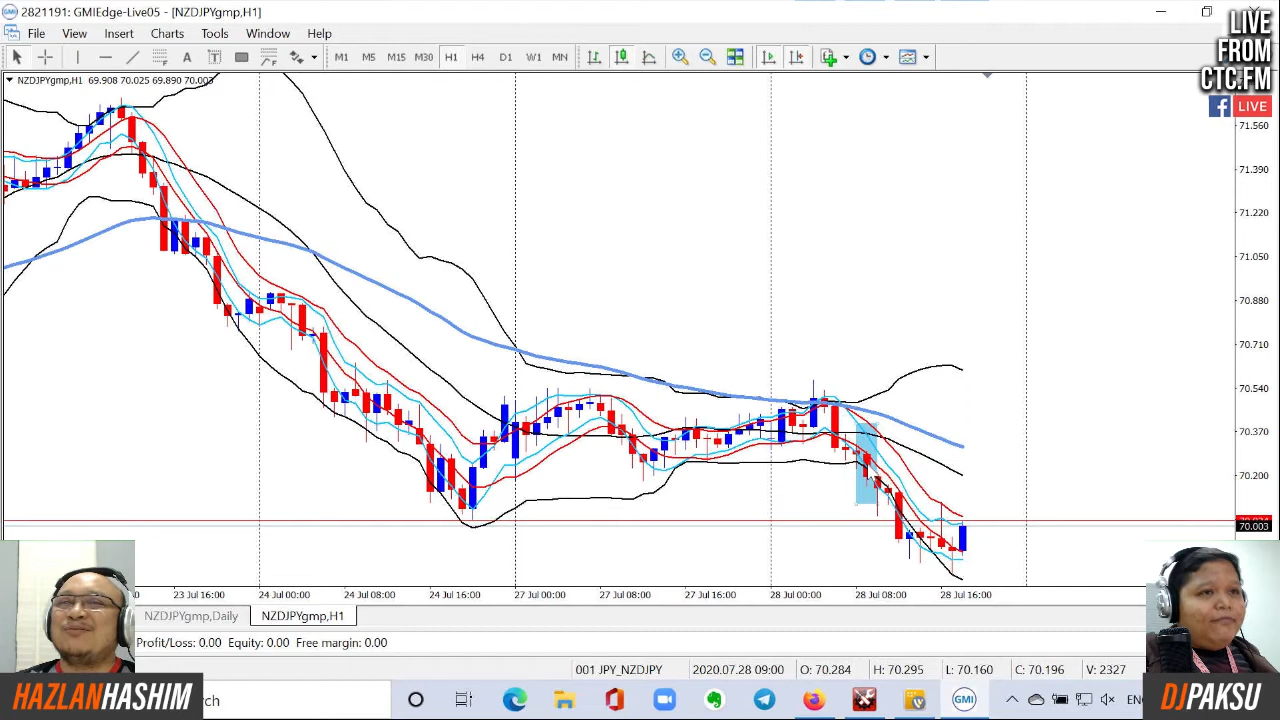 2821191: GMIEdge-Live05 - [NZDJPYgmp,H1]
File View Insert Charts Tools Window Help
LIVE
FROM
CTC.FM
LIVE
A T M1 M5 M15 M30 H1 H4 D1 W1 MN
NZDJPYgmp,H1 69.908 70.025 69.890 70.003
71.560
71.390
71.220
71.050
70.880
70.710
70.540
70.370
70.200
70.003
23 Jul 16:00 24 Jul 00:00 24 Jul 08:00 24 Jul 16:00 27 Jul 00:00 27 Jul 08:00 27 Jul 16:00 28 Jul 00:00 28 Jul 08:00 28 Jul 16:00
NZDJPYgmp,Daily NZDJPYgmp,H1
Profit/Loss: 0.00 Equity: 0.00 Free margin: 0.00
001 JPY_NZDJPY 2020.07.28 09:00 O: 70.284 H: 70.295 L: 70.160 C: 70.196 V: 2327
HAZLANHASHIM
GMI
DJPAKSU